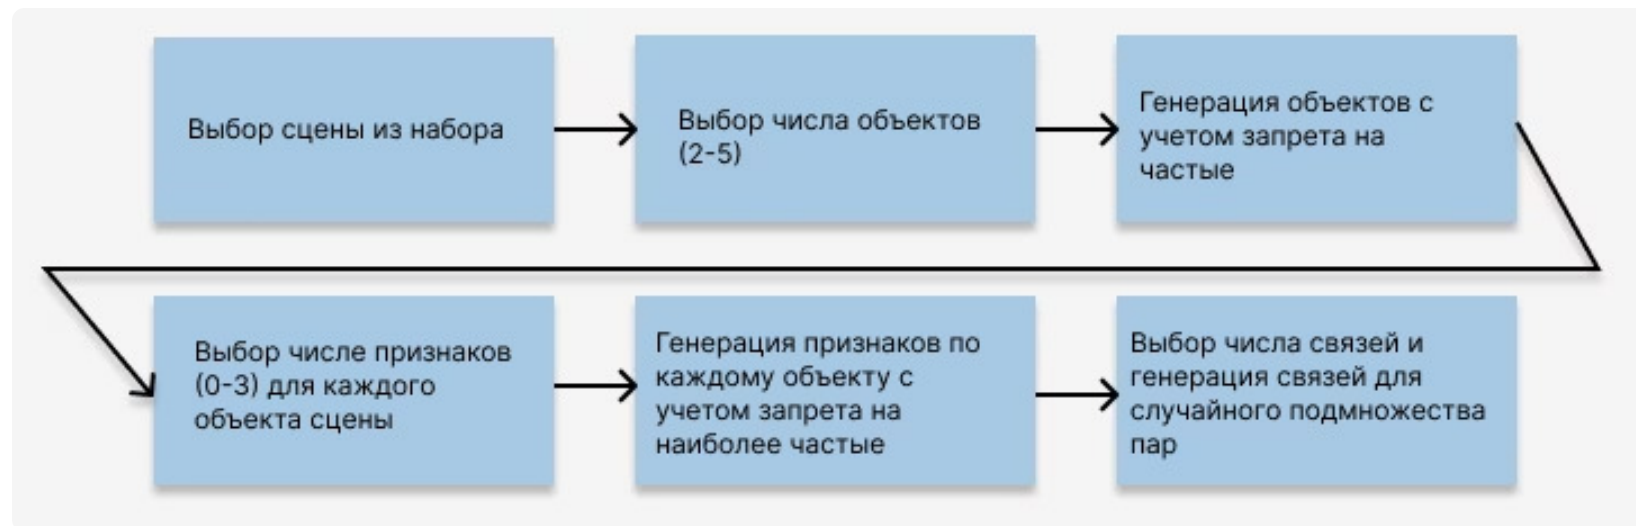 Выбор сцены из набора
Выбор числа объектов
(2-5)
Генерация объектов с
учетом запрета на
частые
Выбор числе признаков
(0-3) для каждого
объекта сцены
Генерация признаков по
каждому объекту с
учетом запрета на
наиболее частые
Выбор числа связей и
генерация связей для
случайного подмножества
пар